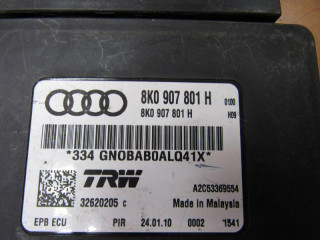 8K0 907 801 H 0100
8K0 907 801 H H09
*334 GN0BAB0ALQ41X*
TRW A2C53369554
32620205 c Made in Malaysia
EPB ECU PIR 24.01.10 0002 1541